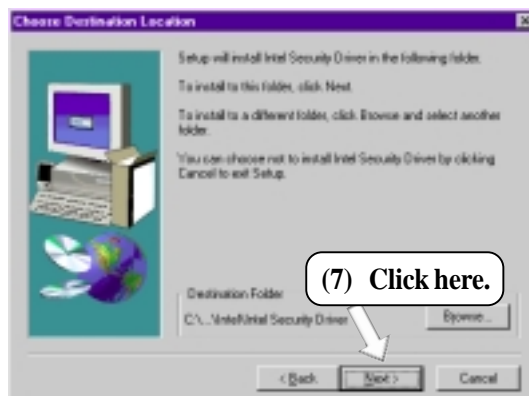 Choose Destination Location
Setup will install Intel Security Driver in the following folder.
To install to this folder, click Next.
To install to a different folder, click Browse and select another
folder.
You can choose not to install Intel Security Driver by clicking
Cancel to exit Setup.
(7) Click here.
Destination Folder
C:\...\Intel\Intel Security Driver
Browse...
< Back
Next >
Cancel